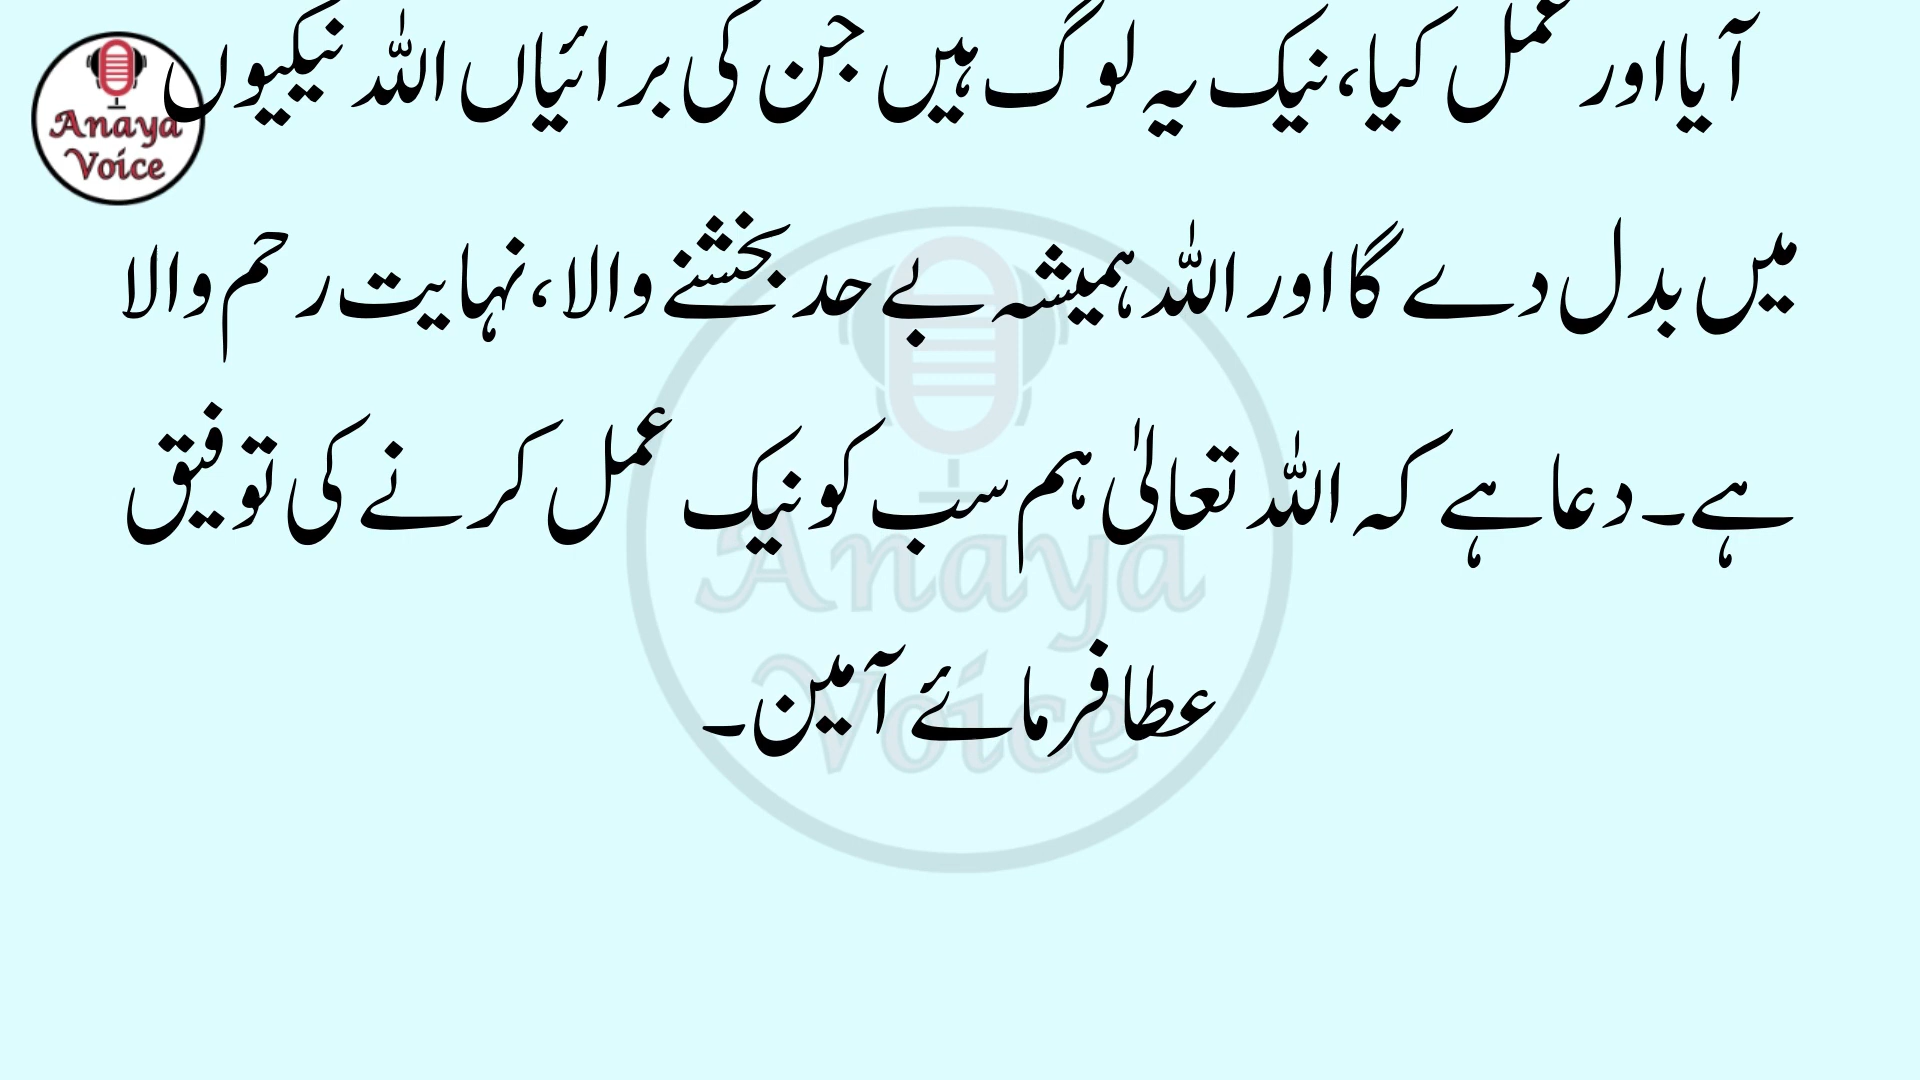 آیا اور عمل کیا، نیک یہ لوگ ہیں جن کی برائیاں اللہ نیکیوں
میں بدل دے گا اور اللہ ہمیشہ بے حد بخشنے والا، نہایت رحم والا
ہے۔ دعا ہے کہ اللہ تعالیٰ ہم سب کو نیک عمل کرنے کی توفیق
عطا فرمائے آمین۔
Anaya
Voice
Anaya
Voice